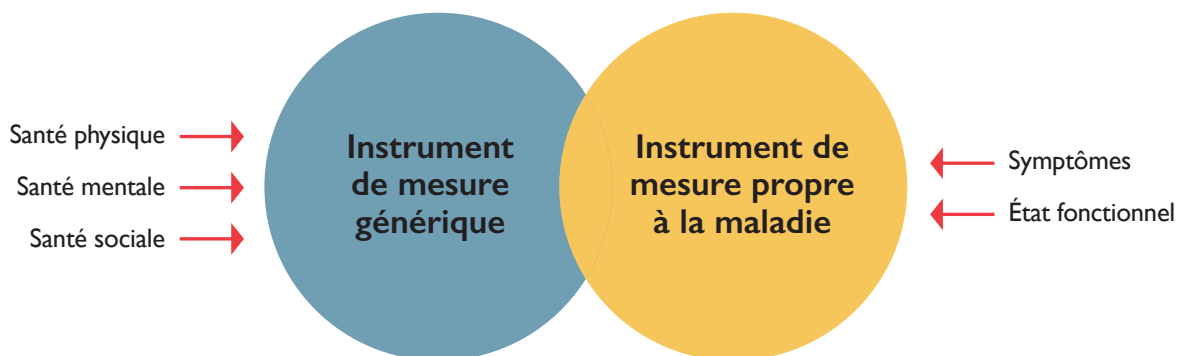 Santé physique
Santé mentale
Santé sociale
Instrument
de mesure
générique
Instrument de
mesure propre
à la maladie
Symptômes
État fonctionnel